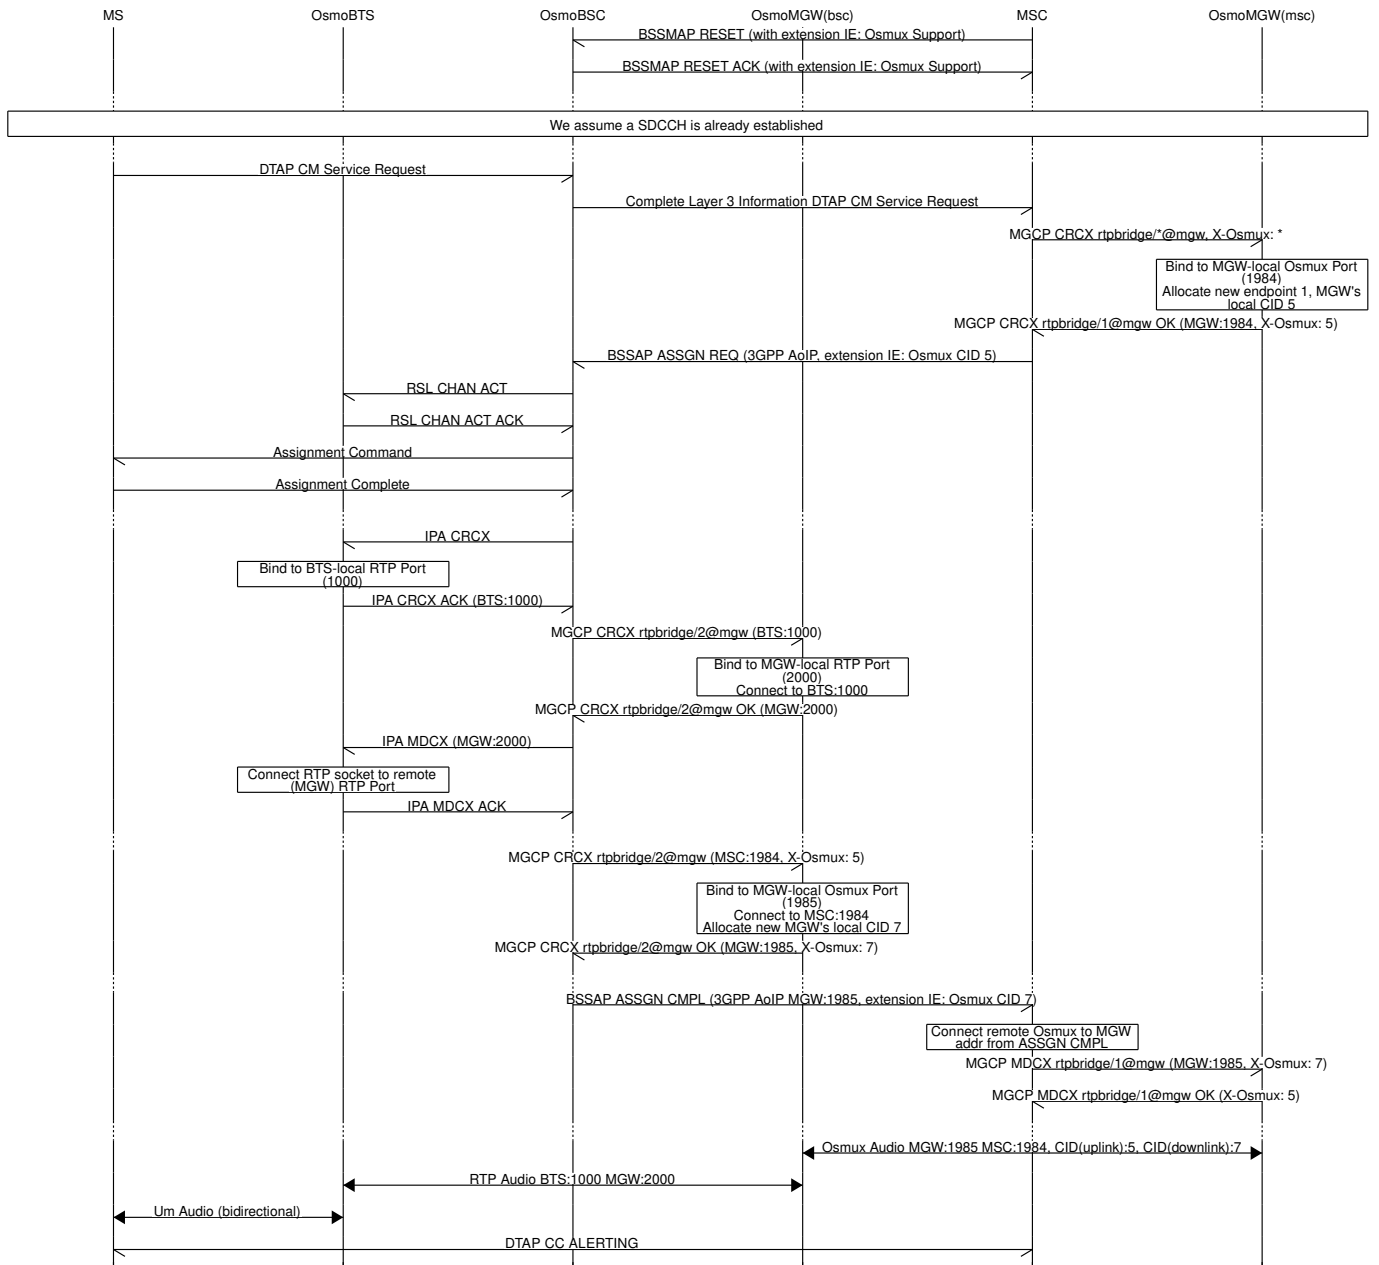 MS OsmoBTS OsmoBSC OsmoMGW(bsc) MSC OsmoMGW(msc)
BSSMAP RESET (with extension IE: Osmux Support)
BSSMAP RESET ACK (with extension IE: Osmux Support)
We assume a SDCCH is already established
DTAP CM Service Request
Complete Layer 3 Information DTAP CM Service Request
MGCP CRCX rtpbridge/*@mgw, X-Osmux: *
Bind to MGW-local Osmux Port
(1984)
Allocate new endpoint 1, MGW's
local CID 5
MGCP CRCX rtpbridge/1@mgw OK (MGW:1984, X-Osmux: 5)
BSSAP ASSGN REQ (3GPP AoIP, extension IE: Osmux CID 5)
RSL CHAN ACT
RSL CHAN ACT ACK
Assignment Command
Assignment Complete
IPA CRCX
Bind to BTS-local RTP Port
(1000)
IPA CRCX ACK (BTS:1000)
MGCP CRCX rtpbridge/2@mgw (BTS:1000)
Bind to MGW-local RTP Port
(2000)
Connect to BTS:1000
MGCP CRCX rtpbridge/2@mgw OK (MGW:2000)
IPA MDCX (MGW:2000)
Connect RTP socket to remote
(MGW) RTP Port
IPA MDCX ACK
MGCP CRCX rtpbridge/2@mgw (MSC:1984, X-Osmux: 5)
Bind to MGW-local Osmux Port
(1985)
Connect to MSC:1984
Allocate new MGW's local CID 7
MGCP CRCX rtpbridge/2@mgw OK (MGW:1985, X-Osmux: 7)
BSSAP ASSGN CMPL (3GPP AoIP MGW:1985, extension IE: Osmux CID 7)
Connect remote Osmux to MGW
addr from ASSGN CMPL
MGCP MDCX rtpbridge/1@mgw (MGW:1985, X-Osmux: 7)
MGCP MDCX rtpbridge/1@mgw OK (X-Osmux: 5)
Osmux Audio MGW:1985 MSC:1984, CID(uplink):5, CID(downlink):7
RTP Audio BTS:1000 MGW:2000
Um Audio (bidirectional)
DTAP CC ALERTING